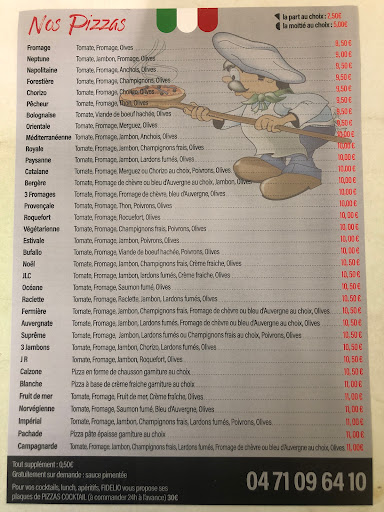 Nos Pizzas
la part au choix : 2,50€
la moitié au choix : 5,00€
Fromage Tomate, Fromage, Olives 9,50€
Neptune Tomate, Jambon, Fromage, Olives 9,50€
Napolitaine Tomate, Fromage, Anchois, Olives 9,50€
Forestière Tomate, Fromage, Champignons frais, Olives 9,50€
Chorizo Tomate, Fromage, Chorizo, Olives 9,50€
Pêcheur Tomate, Fromage, Thon, Olives 9,50€
Bolognaise Tomate, Viande de boeuf hachée, Olives 9,50€
Orientale Tomate, Fromage, Merguez, Olives 9,50€
Méditerranéenne Tomate, Fromage, Jambon, Anchois, Olives 10,00€
Royale Tomate, Fromage, Jambon, Champignons frais, Olives 10,00€
Paysanne Tomate, Fromage, Jambon, Lardons fumés, Olives 10,00€
Catalane Tomate, Fromage, Merguez ou Chorizo au choix, Poivrons, Olives 10,00€
Bergère Tomate, Fromage de chèvre ou bleu d'Auvergne au choix, Jambon, Olives 10,00€
3 Fromages Tomate, Fromage, Fromage de chèvre, bleu d'Auvergne, Olives 10,00€
Provençale Tomate, Fromage, Thon, Poivrons, Olives 10,00€
Roquefort Tomate, Fromage, Roquefort, Olives 10,00€
Végétarienne Tomate, Fromage, Champignons frais, Poivrons, Olives 10,00€
Estivale Tomate, Fromage, Jambon, Poivrons, Olives 10,00€
Bufallo Tomate, Fromage, Viande de boeuf hachée, Poivrons, Olives 10,00€
Noël Tomate, Fromage, Jambon, Champignons, Crème fraîche, Olives 10,50€
JLC Tomate, Fromage, Jambon, lardons fumés, Crème fraîche, Olives 10,50€
Océane Tomate, Fromage, Saumon fumé, Olives 10,50€
Raclette Tomate, Fromage, Raclette, Jambon, Lardons fumés, Olives 10,50€
Fermière Tomate, Fromage, Jambon, Champignons frais, Fromage de chèvre ou bleu d'Auvergne au choix, Olives 10,50€
Auvergnate Tomate, Fromage, Jambon, Lardons fumés, Fromage de chèvre ou bleu d'Auvergne au choix, Olives 10,50€
Suprême Tomate, Fromage, Jambon, Lardons fumés ou Champignons frais au choix, Poivrons, Olives 10,50€
3 Jambons Tomate, Fromage, Jambon, Chorizo, Lardons fumés, Olives 10,50€
J R Tomate, Fromage, Jambon, Roquefort, Olives 10,50€
Calzone Pizza en forme de chausson garniture au choix 10,50€
Blanche Pizza à base de crème fraîche garniture au choix 11,00€
Fruit de mer Tomate, Fromage, Fruit de mer, Crème fraîche, Olives 11,00€
Norvégienne Tomate, Fromage, Saumon fumé, Bleu d'Auvergne, Olives 11,00€
Impérial Tomate, Fromage, Jambon, Champignons frais, Lardons fumés, Poivrons, Olives 11,00€
Pachade Pizza pâte épaisse garniture au choix 11,00€
Campagnarde Tomate, Fromage, Jambon, Champignons frais, Lardons fumés, Fromage de chèvre ou bleu d'Auvergne au choix, Olives 11,00€
Tout supplément : 0,50€
Gratuitement sur demande : sauce pimentée
Pour vos cocktails, lunch, apéritifs, FIDELIO vous propose ses
plaques de PIZZAS COCKTAIL (à commander 24h à l'avance) 30€
04 71 09 64 10